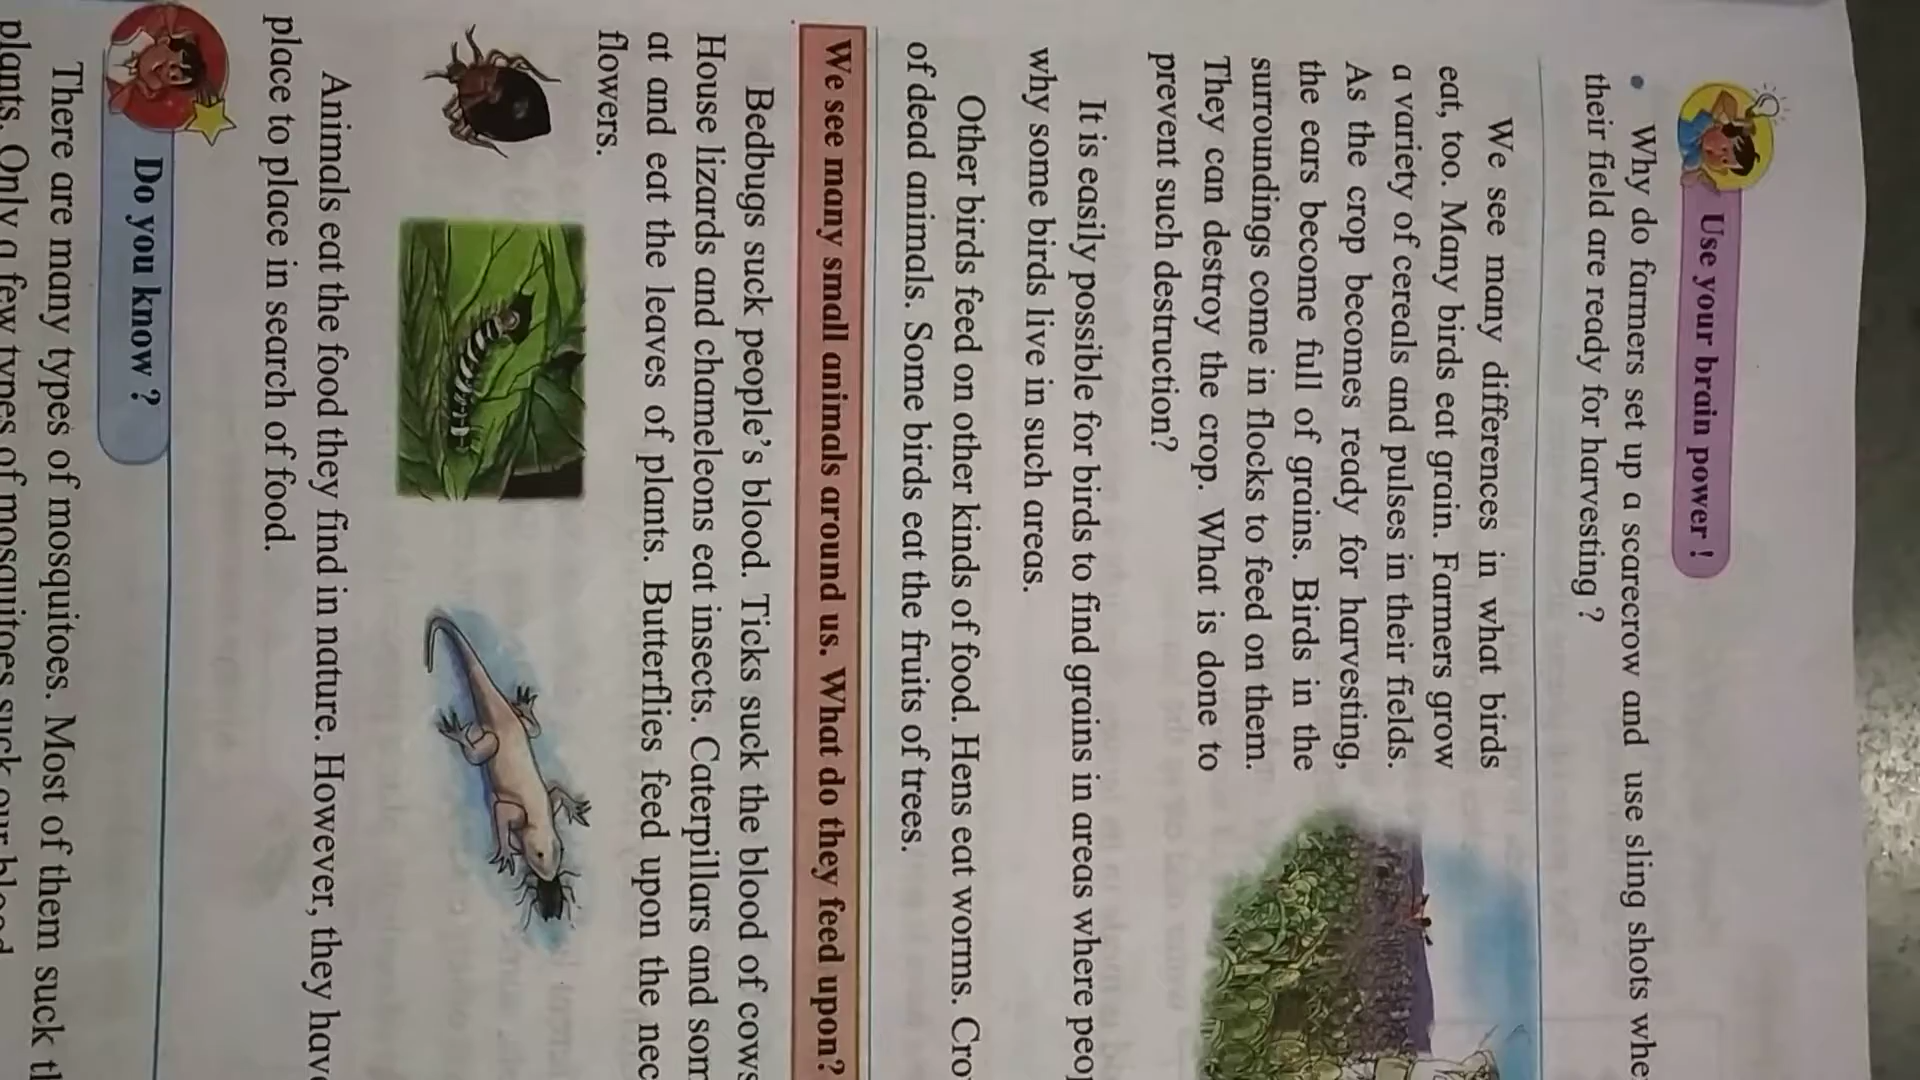 Use your brain power !
• Why do farmers set up a scarecrow and use sling shots
their field are ready for harvesting ?
We see many differences in what birds
eat, too. Many birds eat grain. Farmers grow
a variety of cereals and pulses in their fields.
As the crop becomes ready for harvesting,
the ears become full of grains. Birds in the
surroundings come in flocks to feed on them.
They can destroy the crop. What is done to
prevent such destruction?
It is easily possible for birds to find grains in areas where
why some birds live in such areas.
Other birds feed on other kinds of food. Hens eat worms.
of dead animals. Some birds eat the fruits of trees.
We see many small animals around us. What do they feed upon?
Bedbugs suck people's blood. Ticks suck the blood of cows
House lizards and chameleons eat insects. Caterpillars and
at and eat the leaves of plants. Butterflies feed upon the
flowers.
Animals eat the food they find in nature. However, they
place to place in search of food.
Do you know ?
There are many types of mosquitoes. Most of them suck
plants. Only a few types of mosquitoes suck our blood